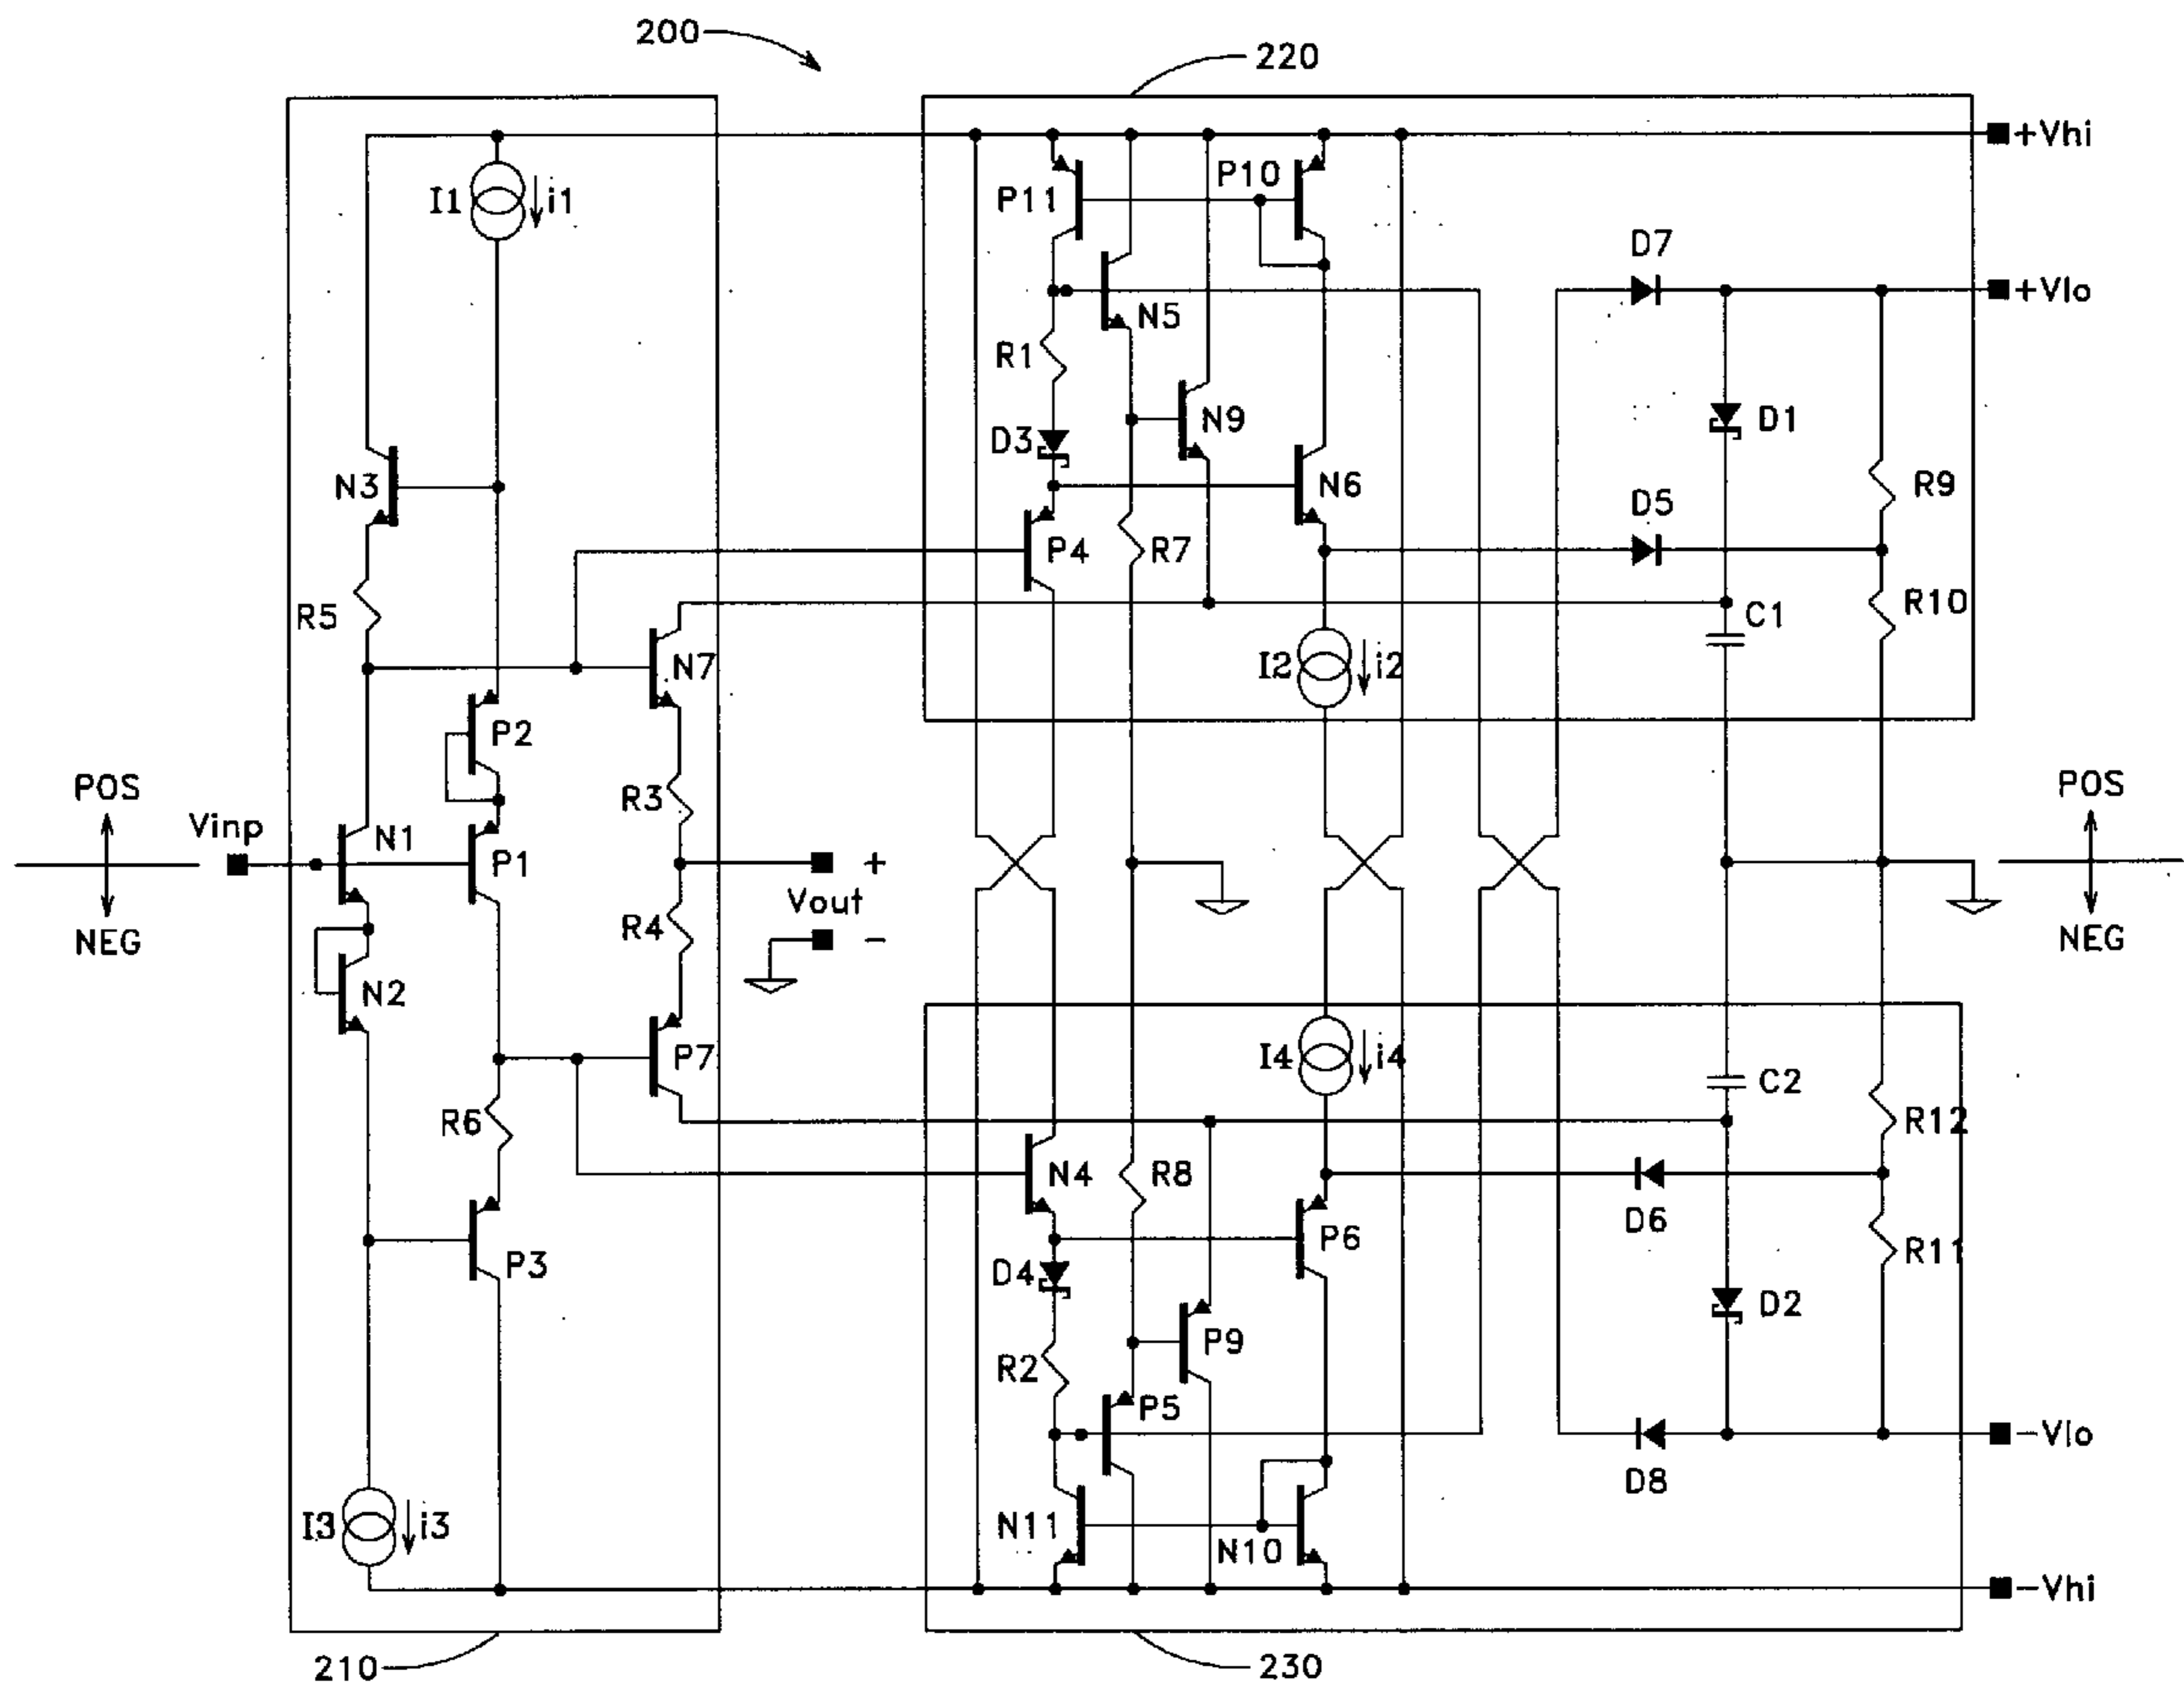 200
220
+Vhi
I1
i1
P11
P10
D7
+Vlo
N5
R1
D3
N9
D1
N3
N6
R9
D5
P4
R7
R5
R10
C1
N7
I2
i2
P2
POS
Vinp
N1
P1
R3
POS
+
Vout
-
NEG
N2
R4
NEG
P7
I4
i4
C2
R6
R12
N4
R8
P3
P6
D6
R11
D4
D2
P9
R2
P5
-Vlo
D8
I3
i3
N11
N10
-Vhi
210
230